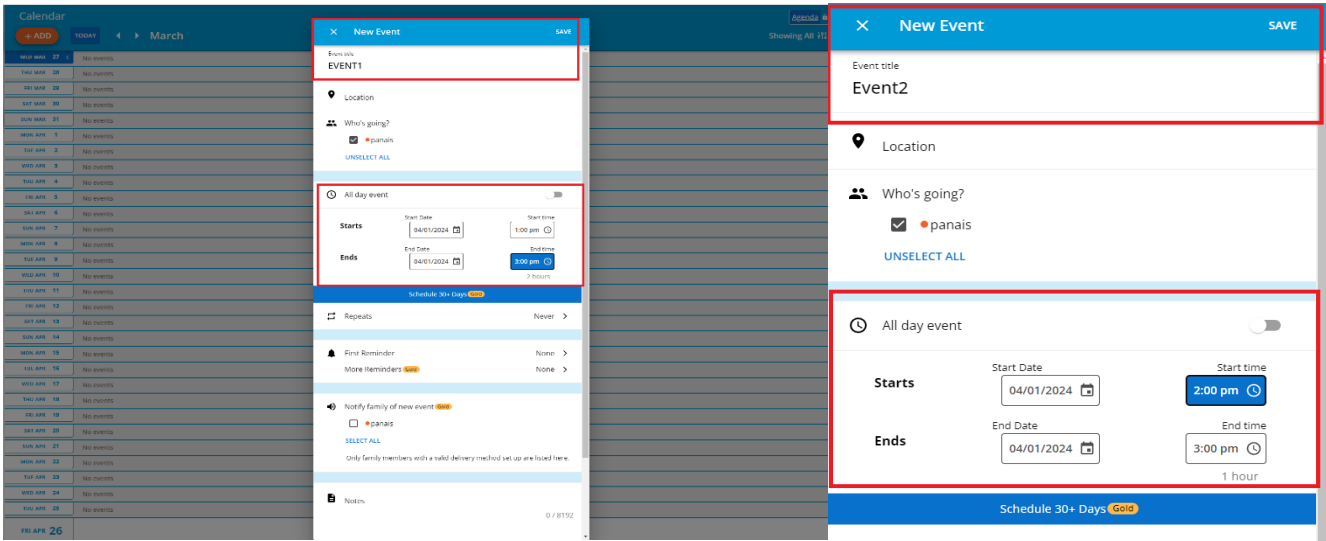 Calendar
Agenda
+ ADD
TODAY
March
Showing All
WED MAR 27 No events
THU MAR 28 No events
FRI MAR 29 No events
SAT MAR 30 No events
SUN MAR 31 No events
MON APR 1 No events
TUE APR 2 No events
WED APR 3 No events
THU APR 4 No events
FRI APR 5 No events
SAT APR 6 No events
SUN APR 7 No events
MON APR 8 No events
TUE APR 9 No events
WED APR 10 No events
THU APR 11 No events
FRI APR 12 No events
SAT APR 13 No events
SUN APR 14 No events
MON APR 15 No events
TUE APR 16 No events
WED APR 17 No events
THU APR 18 No events
FRI APR 19 No events
SAT APR 20 No events
SUN APR 21 No events
MON APR 22 No events
TUE APR 23 No events
WED APR 24 No events
THU APR 25 No events
FRI APR 26
New Event SAVE
Event title
EVENT1
Location
Who's going?
panais
UNSELECT ALL
All day event
Start Date Start time
Starts 04/01/2024 1:00 pm
End Date End time
Ends 04/01/2024 3:00 pm
2 hours
Schedule 30+ Days Gold
Repeats Never
First Reminder None
More Reminders Gold None
Notify family of new event Gold
panais
SELECT ALL
Only family members with a valid delivery method set up are listed here.
Notes
0 / 8192
New Event SAVE
Event title
Event2
Location
Who's going?
panais
UNSELECT ALL
All day event
Start Date Start time
Starts 04/01/2024 2:00 pm
End Date End time
Ends 04/01/2024 3:00 pm
1 hour
Schedule 30+ Days Gold